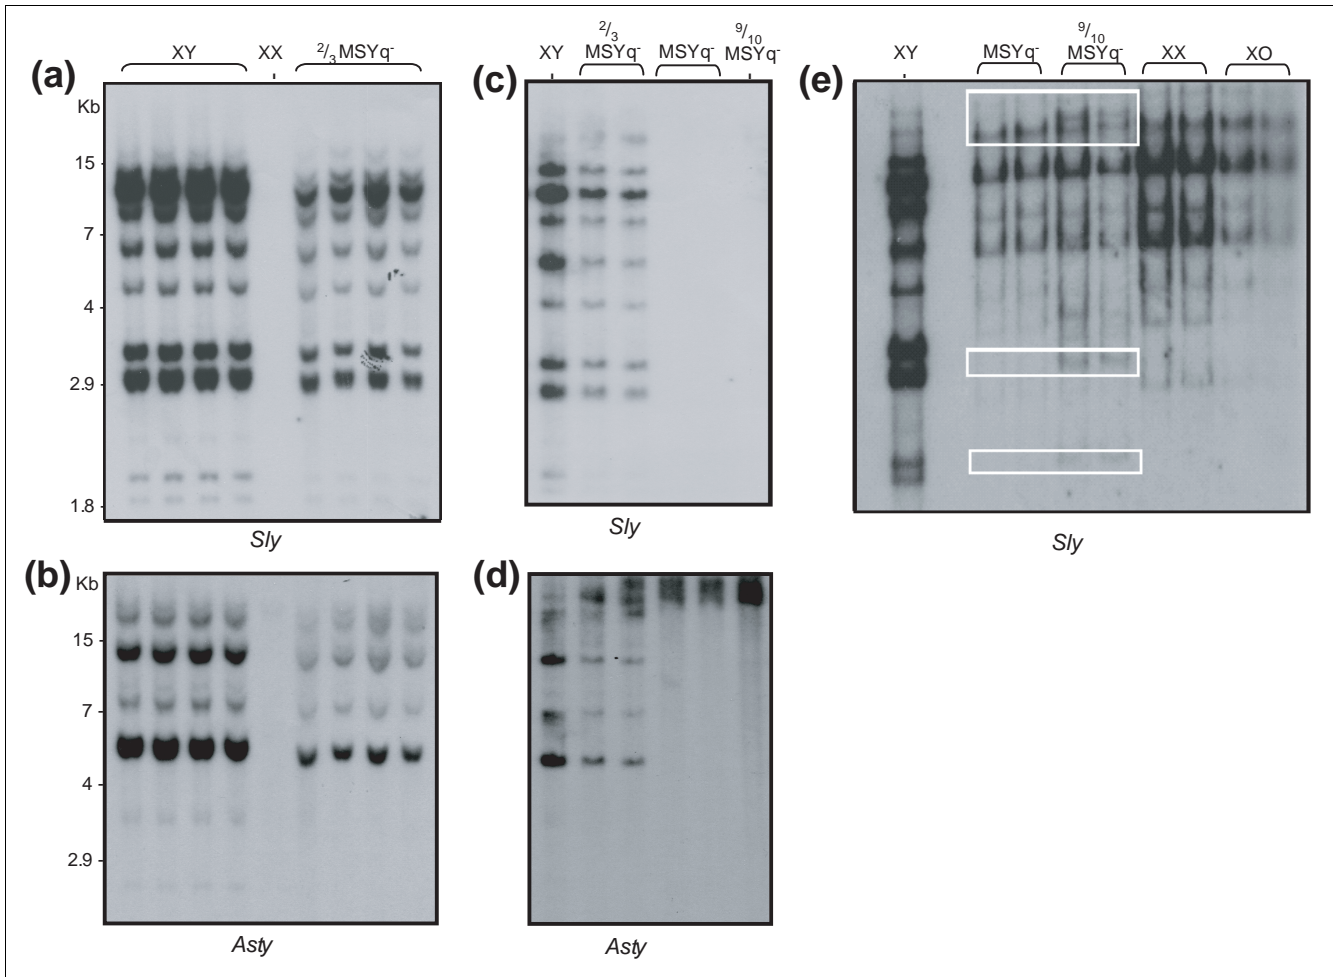 (a)
XY XX 2/3 MSYq-
Kb
15
7
4
2.9
1.8
Sly
(b)
Kb
15
7
4
2.9
Asty
(c)
XY 2/3 MSYq- MSYq- 9/10 MSYq-
Sly
(d)
Asty
(e)
XY MSYq- 9/10 MSYq- XX XO
Sly